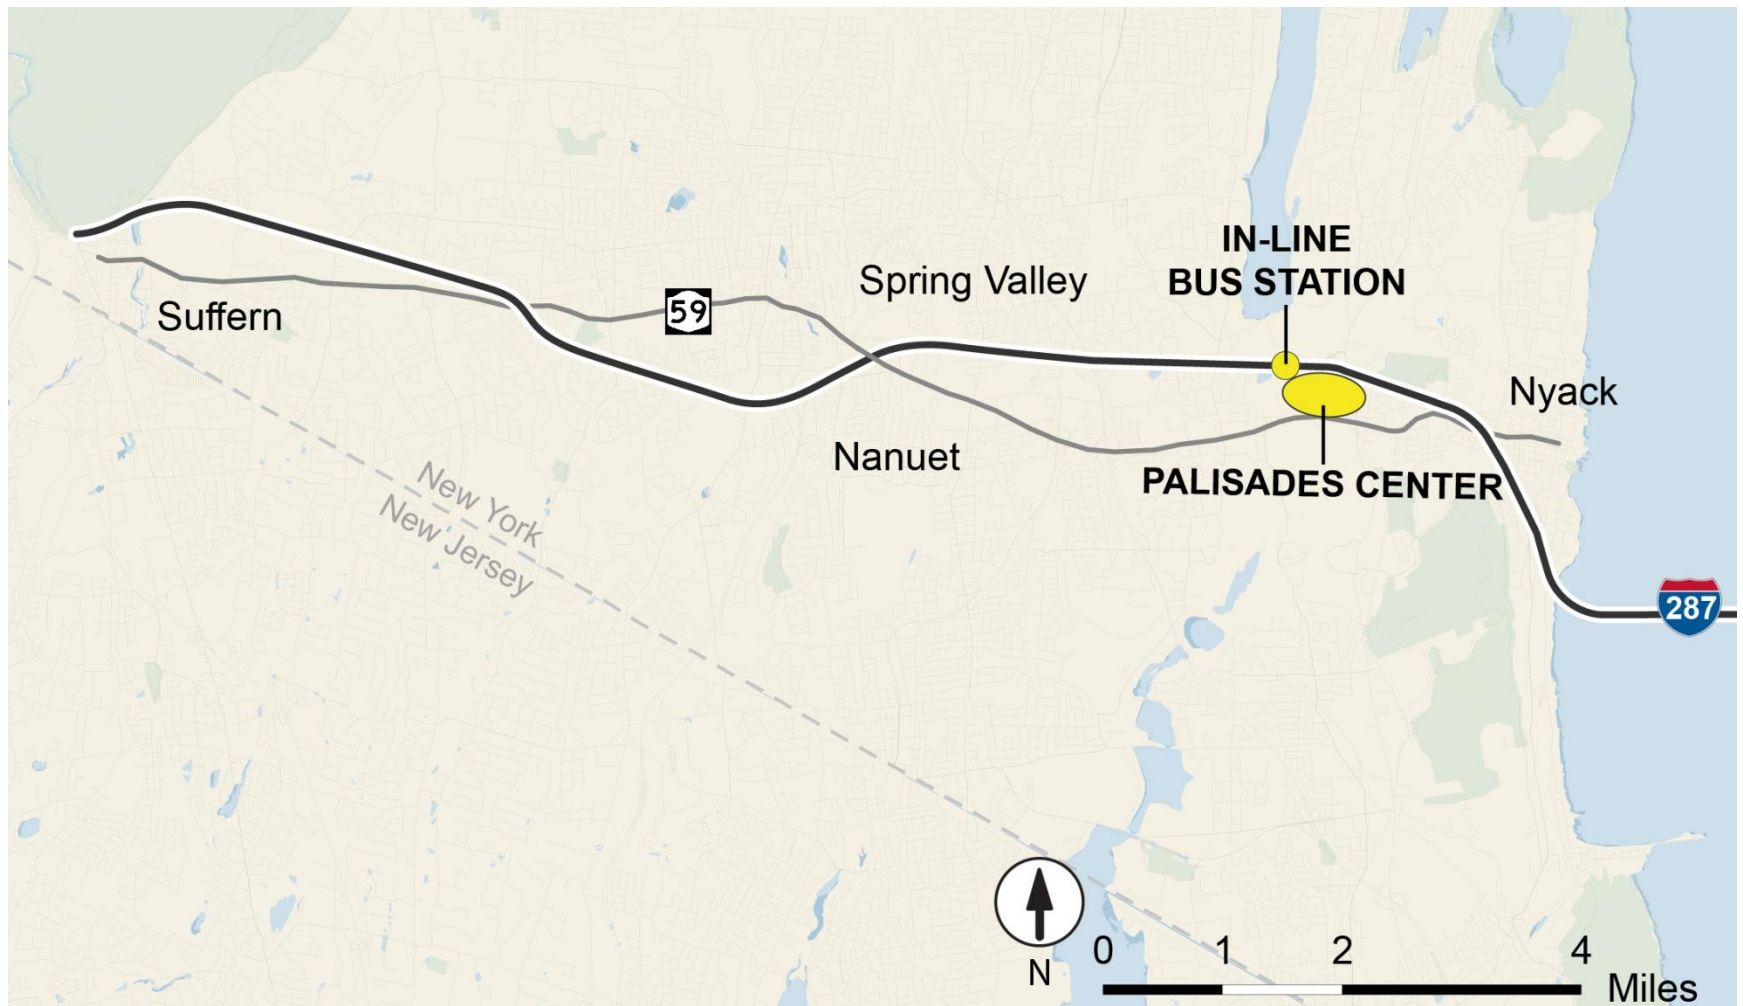 IN-LINE
BUS STATION
Spring Valley
59
Suffern
Nyack
Nanuet
PALISADES CENTER
New York
New Jersey
287
N
0 1 2 4
Miles